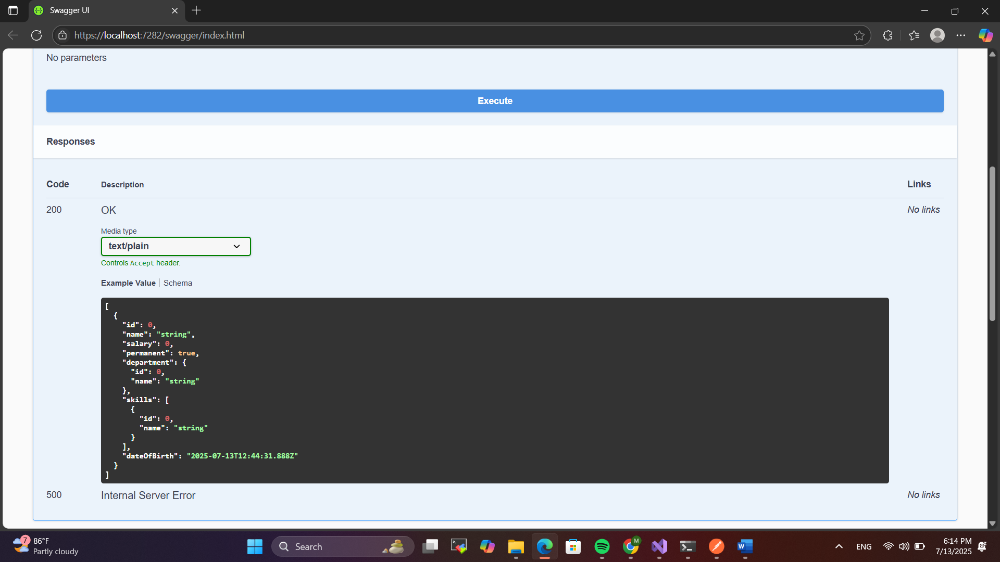 Swagger UI
https://localhost:7282/swagger/index.html
No parameters
Execute
Responses
Code Description Links
200 OK No links
Media type
text/plain
Controls Accept header.
Example Value | Schema
[
  {
    "id": 0,
    "name": "string",
    "salary": 0,
    "permanent": true,
    "department": {
      "id": 0,
      "name": "string"
    },
    "skills": [
      {
        "id": 0,
        "name": "string"
      }
    ],
    "dateOfBirth": "2025-07-13T12:44:31.888Z"
  }
]
500 Internal Server Error No links
7
86°F
Partly cloudy
Search
M
W
ENG
6:14 PM
7/13/2025